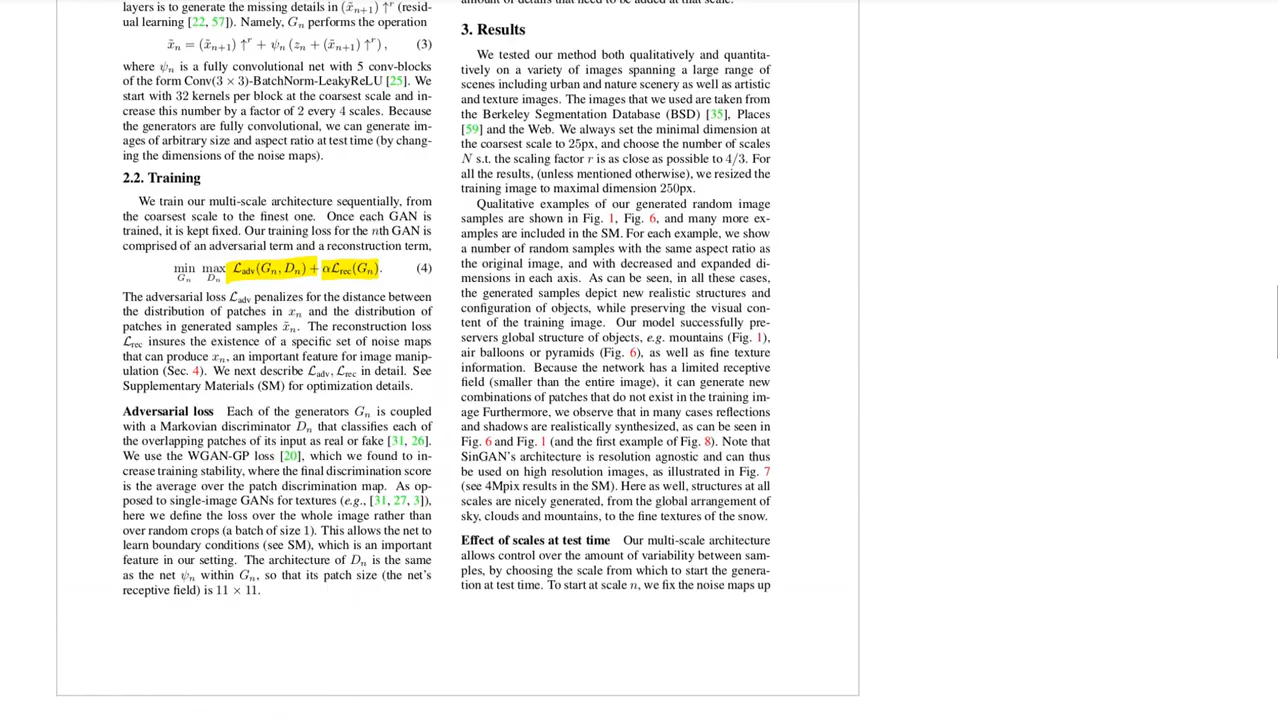 layers is to generate the missing details in (x̃n+1) ↑r (resid-
ual learning [22, 57]). Namely, Gn performs the operation
x̃n = (x̃n+1) ↑r + ψn (zn + (x̃n+1) ↑r) , (3)
where ψn is a fully convolutional net with 5 conv-blocks
of the form Conv(3 × 3)-BatchNorm-LeakyReLU [25]. We
start with 32 kernels per block at the coarsest scale and in-
crease this number by a factor of 2 every 4 scales. Because
the generators are fully convolutional, we can generate im-
ages of arbitrary size and aspect ratio at test time (by chang-
ing the dimensions of the noise maps).
2.2. Training
We train our multi-scale architecture sequentially, from
the coarsest scale to the finest one. Once each GAN is
trained, it is kept fixed. Our training loss for the nth GAN is
comprised of an adversarial term and a reconstruction term,
min Gn max Dn Ladv(Gn, Dn) + αLrec(Gn). (4)
The adversarial loss Ladv penalizes for the distance between
the distribution of patches in xn and the distribution of
patches in generated samples x̃n. The reconstruction loss
Lrec insures the existence of a specific set of noise maps
that can produce xn, an important feature for image manip-
ulation (Sec. 4). We next describe Ladv, Lrec in detail. See
Supplementary Materials (SM) for optimization details.
Adversarial loss Each of the generators Gn is coupled
with a Markovian discriminator Dn that classifies each of
the overlapping patches of its input as real or fake [31, 26].
We use the WGAN-GP loss [20], which we found to in-
crease training stability, where the final discrimination score
is the average over the patch discrimination map. As op-
posed to single-image GANs for textures (e.g., [31, 27, 3]),
here we define the loss over the whole image rather than
over random crops (a batch of size 1). This allows the net to
learn boundary conditions (see SM), which is an important
feature in our setting. The architecture of Dn is the same
as the net ψn within Gn, so that its patch size (the net's
receptive field) is 11 × 11.
amount of details that need to be added at that scale.
3. Results
We tested our method both qualitatively and quantita-
tively on a variety of images spanning a large range of
scenes including urban and nature scenery as well as artistic
and texture images. The images that we used are taken from
the Berkeley Segmentation Database (BSD) [35], Places
[59] and the Web. We always set the minimal dimension at
the coarsest scale to 25px, and choose the number of scales
N s.t. the scaling factor r is as close as possible to 4/3. For
all the results, (unless mentioned otherwise), we resized the
training image to maximal dimension 250px.
Qualitative examples of our generated random image
samples are shown in Fig. 1, Fig. 6, and many more ex-
amples are included in the SM. For each example, we show
a number of random samples with the same aspect ratio as
the original image, and with decreased and expanded di-
mensions in each axis. As can be seen, in all these cases,
the generated samples depict new realistic structures and
configuration of objects, while preserving the visual con-
tent of the training image. Our model successfully pre-
servers global structure of objects, e.g. mountains (Fig. 1),
air balloons or pyramids (Fig. 6), as well as fine texture
information. Because the network has a limited receptive
field (smaller than the entire image), it can generate new
combinations of patches that do not exist in the training im-
age Furthermore, we observe that in many cases reflections
and shadows are realistically synthesized, as can be seen in
Fig. 6 and Fig. 1 (and the first example of Fig. 8). Note that
SinGAN's architecture is resolution agnostic and can thus
be used on high resolution images, as illustrated in Fig. 7
(see 4Mpix results in the SM). Here as well, structures at all
scales are nicely generated, from the global arrangement of
sky, clouds and mountains, to the fine textures of the snow.
Effect of scales at test time Our multi-scale architecture
allows control over the amount of variability between sam-
ples, by choosing the scale from which to start the genera-
tion at test time. To start at scale n, we fix the noise maps up